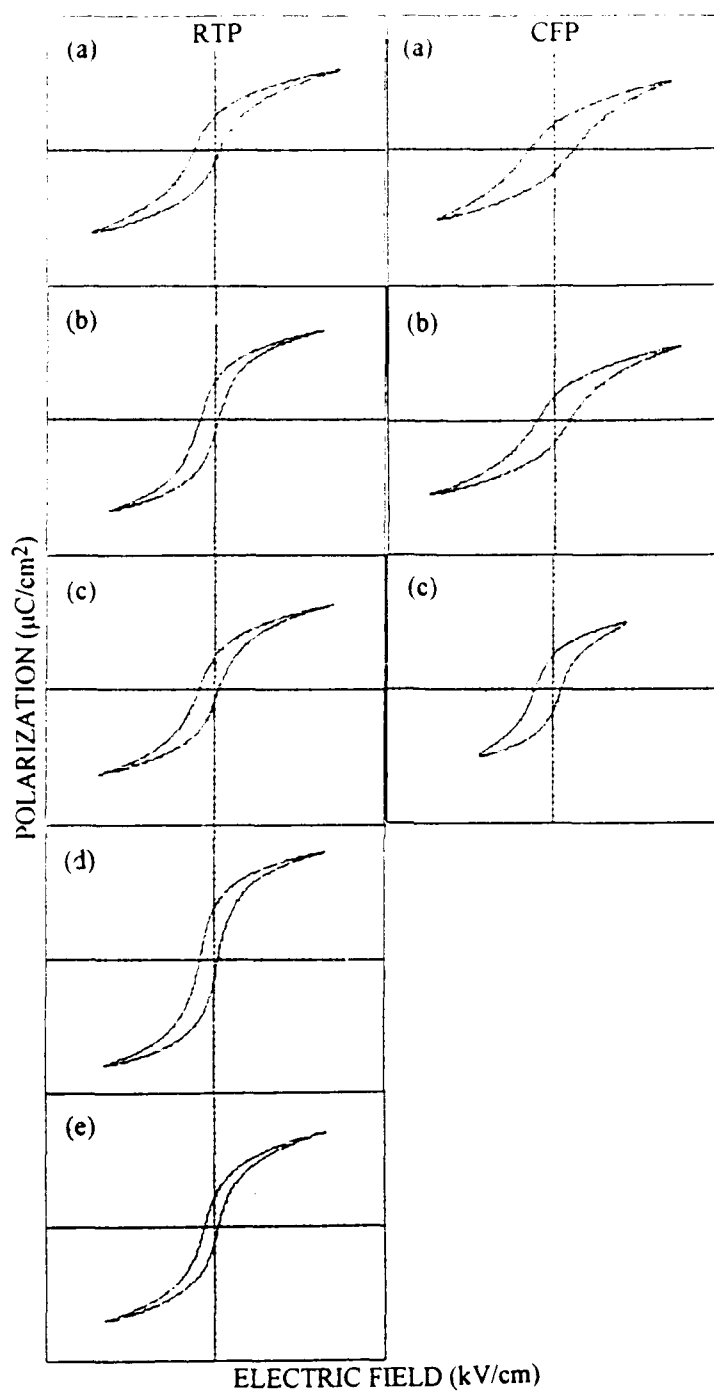 RTP
CFP
(a)
(a)
(b)
(b)
(c)
(c)
(d)
(e)
POLARIZATION (μC/cm²)
ELECTRIC FIELD (kV/cm)